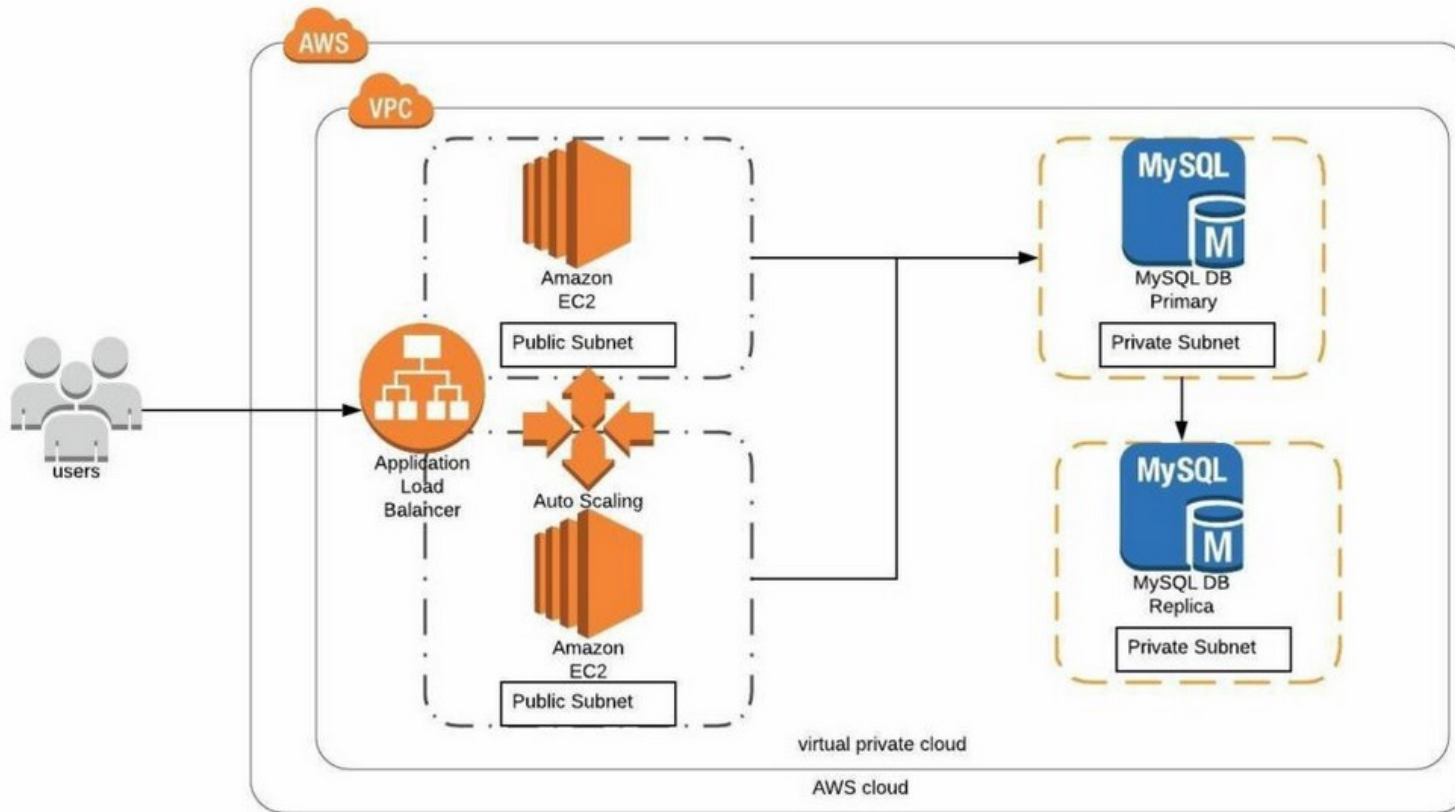 AWS
VPC
MySQL
M
Amazon
EC2
MySQL DB
Primary
Public Subnet
Private Subnet
users
Application
Load
Balancer
Auto Scaling
MySQL
M
Amazon
EC2
MySQL DB
Replica
Public Subnet
Private Subnet
virtual private cloud
AWS cloud